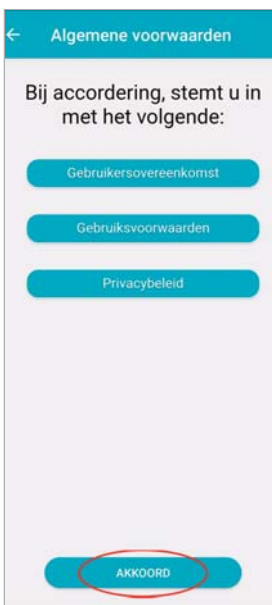 Algemene voorwaarden
Bij accordering, stemt u in
met het volgende:
Gebruikersovereenkomst
Gebruiksvoorwaarden
Privacybeleid
AKKOORD